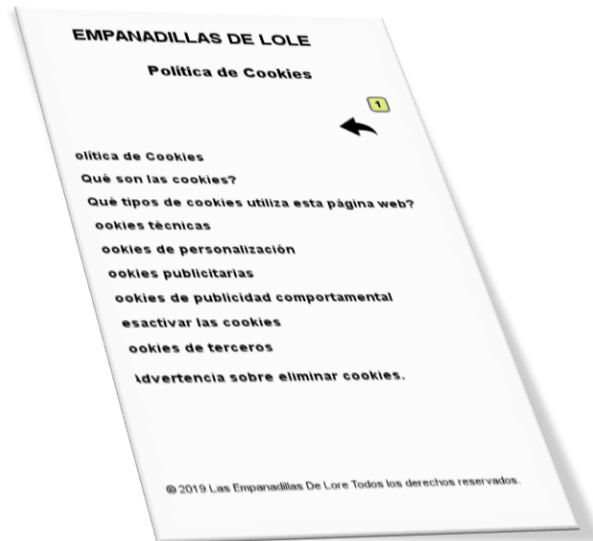 EMPANADILLAS DE LOLE
Política de Cookies
1
olítica de Cookies
Qué son las cookies?
Qué tipos de cookies utiliza esta página web?
ookies técnicas
ookies de personalización
ookies publicitarias
ookies de publicidad comportamental
esactivar las cookies
ookies de terceros
Advertencia sobre eliminar cookies.
© 2019 Las Empanadillas De Lore Todos los derechos reservados.